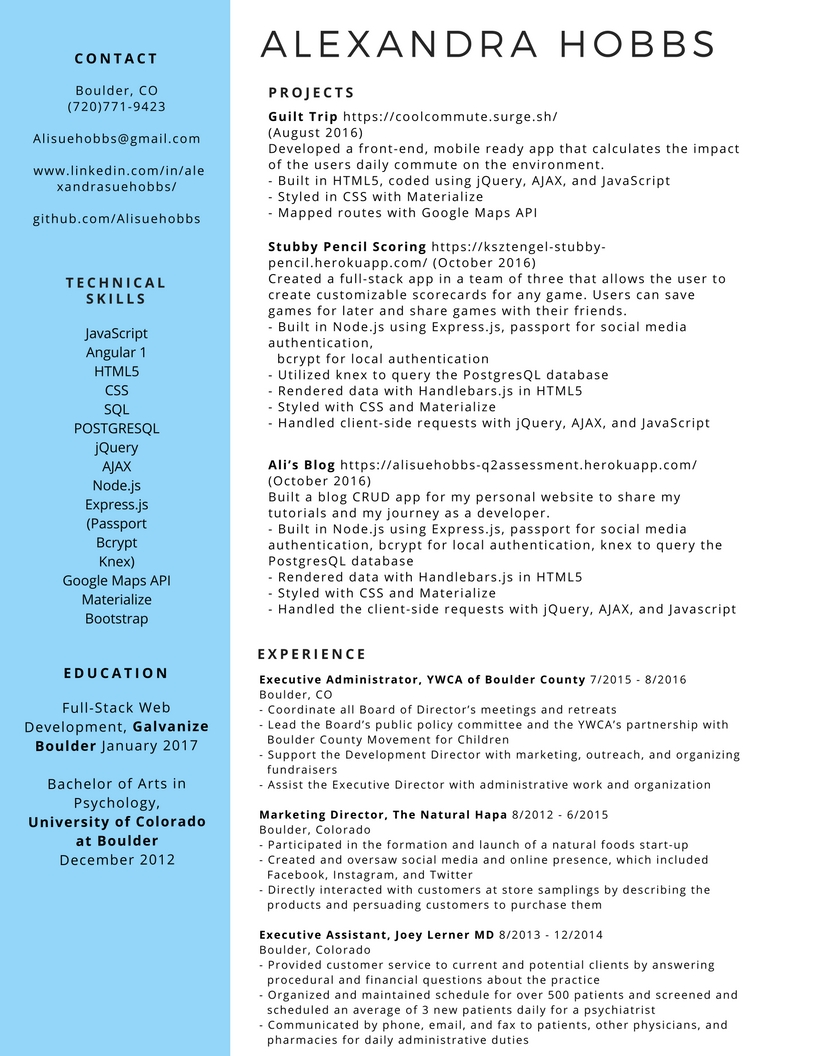 ALEXANDRA HOBBS
CONTACT
Boulder, CO
(720)771-9423
Alisuehobbs@gmail.com
www.linkedin.com/in/ale
xandrasuehobbs/
github.com/Alisuehobbs
TECHNICAL
SKILLS
JavaScript
Angular 1
HTML5
CSS
SQL
POSTGRESQL
jQuery
AJAX
Node.js
Express.js
(Passport
Bcrypt
Knex)
Google Maps API
Materialize
Bootstrap
EDUCATION
Full-Stack Web
Development, Galvanize
Boulder January 2017
Bachelor of Arts in
Psychology,
University of Colorado
at Boulder
December 2012
PROJECTS
Guilt Trip https://coolcommute.surge.sh/
(August 2016)
Developed a front-end, mobile ready app that calculates the impact
of the users daily commute on the environment.
- Built in HTML5, coded using jQuery, AJAX, and JavaScript
- Styled in CSS with Materialize
- Mapped routes with Google Maps API
Stubby Pencil Scoring https://ksztengel-stubby-
pencil.herokuapp.com/ (October 2016)
Created a full-stack app in a team of three that allows the user to
create customizable scorecards for any game. Users can save
games for later and share games with their friends.
- Built in Node.js using Express.js, passport for social media
authentication,
bcrypt for local authentication
- Utilized knex to query the PostgresQL database
- Rendered data with Handlebars.js in HTML5
- Styled with CSS and Materialize
- Handled client-side requests with jQuery, AJAX, and JavaScript
Ali’s Blog https://alisuehobbs-q2assessment.herokuapp.com/
(October 2016)
Built a blog CRUD app for my personal website to share my
tutorials and my journey as a developer.
- Built in Node.js using Express.js, passport for social media
authentication, bcrypt for local authentication, knex to query the
PostgresQL database
- Rendered data with Handlebars.js in HTML5
- Styled with CSS and Materialize
- Handled the client-side requests with jQuery, AJAX, and Javascript
EXPERIENCE
Executive Administrator, YWCA of Boulder County 7/2015 - 8/2016
Boulder, CO
- Coordinate all Board of Director’s meetings and retreats
- Lead the Board’s public policy committee and the YWCA’s partnership with
Boulder County Movement for Children
- Support the Development Director with marketing, outreach, and organizing
fundraisers
- Assist the Executive Director with administrative work and organization
Marketing Director, The Natural Hapa 8/2012 - 6/2015
Boulder, Colorado
- Participated in the formation and launch of a natural foods start-up
- Created and oversaw social media and online presence, which included
Facebook, Instagram, and Twitter
- Directly interacted with customers at store samplings by describing the
products and persuading customers to purchase them
Executive Assistant, Joey Lerner MD 8/2013 - 12/2014
Boulder, Colorado
- Provided customer service to current and potential clients by answering
procedural and financial questions about the practice
- Organized and maintained schedule for over 500 patients and screened and
scheduled an average of 3 new patients daily for a psychiatrist
- Communicated by phone, email, and fax to patients, other physicians, and
pharmacies for daily administrative duties